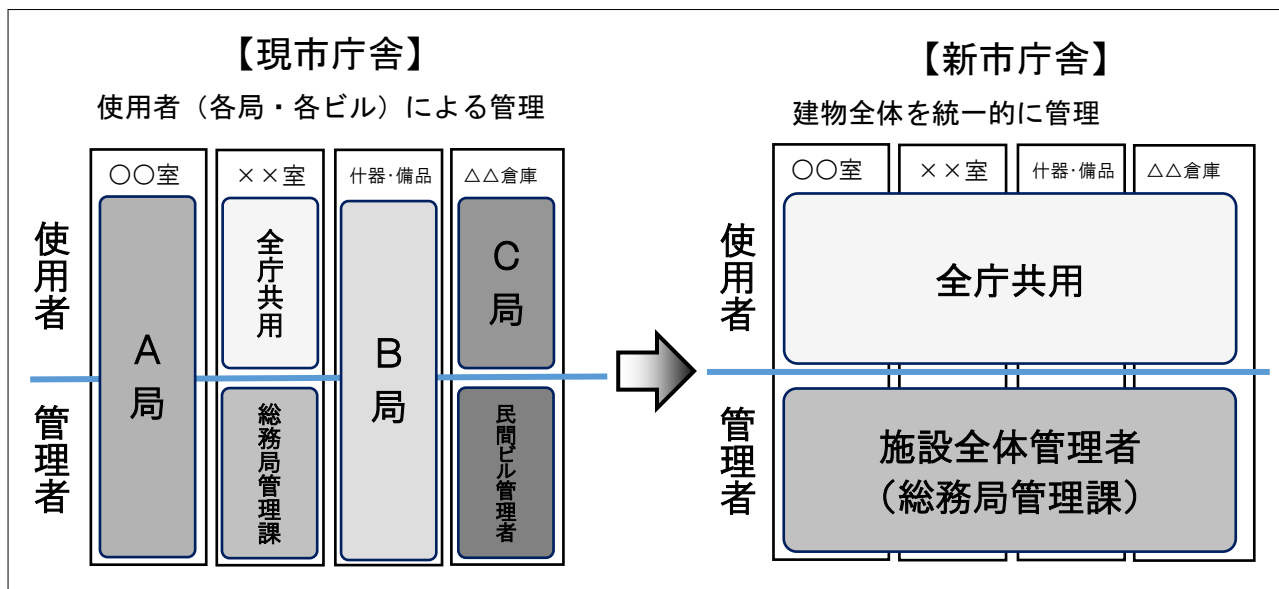 【現市庁舎】
使用者（各局・各ビル）による管理
○○室
××室
什器・備品
△△倉庫
使用者
管理者
A局
全庁共用
総務局管理課
B局
C局
民間ビル管理者
【新市庁舎】
建物全体を統一的に管理
○○室
××室
什器・備品
△△倉庫
使用者
管理者
全庁共用
施設全体管理者
（総務局管理課）